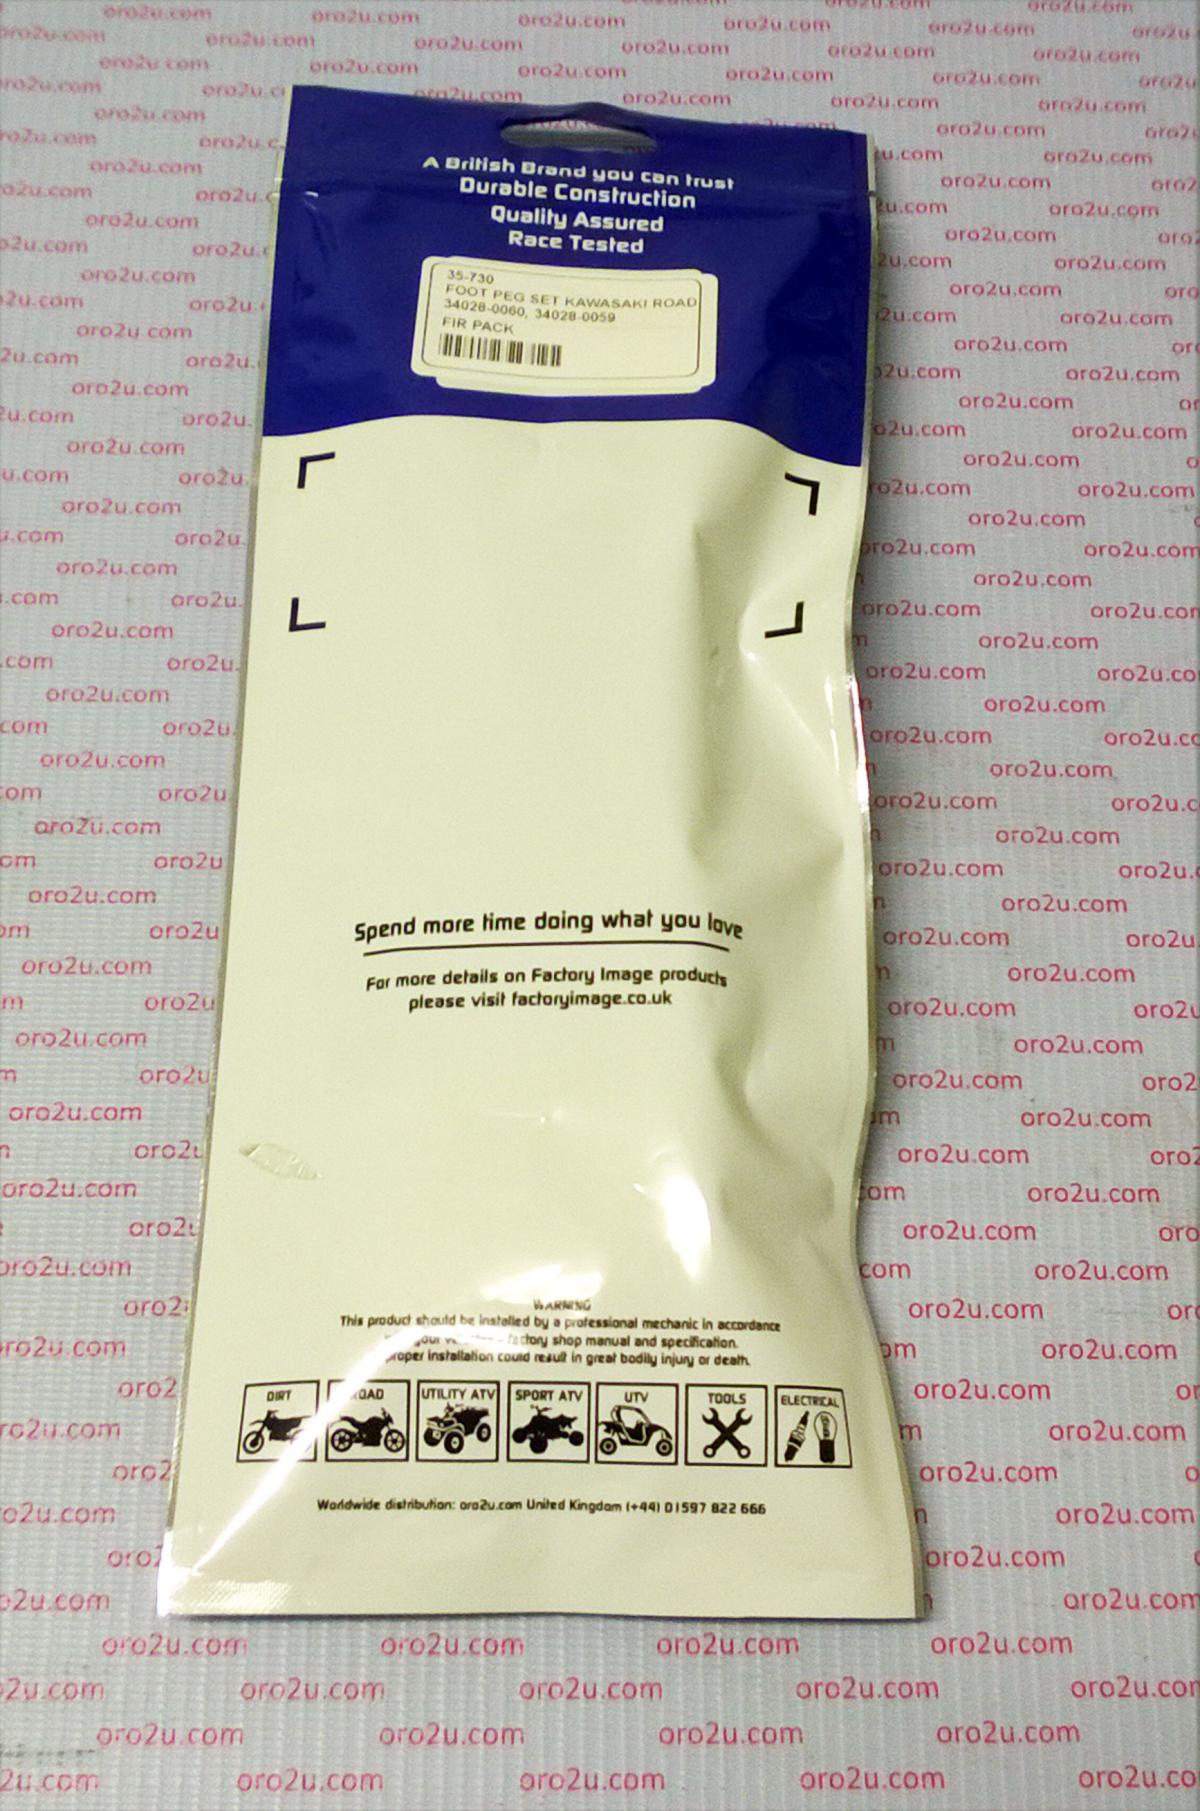 A British Brand you can trust
Durable Construction
Quality Assured
Race Tested
35-730
FOOT PEG SET KAWASAKI ROAD
34028-0060, 34028-0059
FIR PACK
Spend more time doing what you love
For more details on Factory Image products
please visit factoryimage.co.uk
WARNING
This product should be installed by a professional mechanic in accordance
your factory shop manual and specification.
installation could result in great bodily injury or death.
DIRT ROAD UTILITY ATV SPORT ATV UTV TOOLS ELECTRICAL
Worldwide distribution: oro2u.com United Kingdom (+44) 01597 822 666
oro2u.com